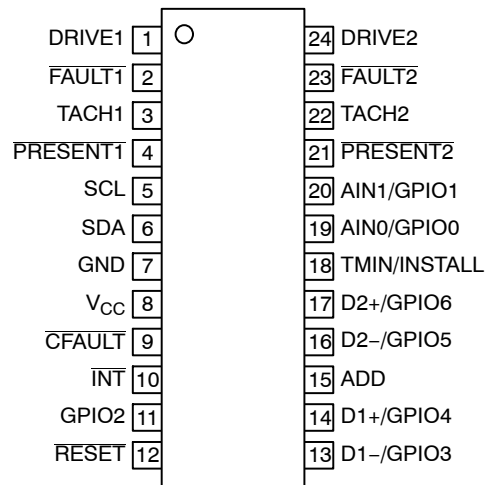 DRIVE1 1 24 DRIVE2
FAULT1 2 23 FAULT2
TACH1 3 22 TACH2
PRESENT1 4 21 PRESENT2
SCL 5 20 AIN1/GPIO1
SDA 6 19 AIN0/GPIO0
GND 7 18 TMIN/INSTALL
VCC 8 17 D2+/GPIO6
CFAULT 9 16 D2−/GPIO5
INT 10 15 ADD
GPIO2 11 14 D1+/GPIO4
RESET 12 13 D1−/GPIO3